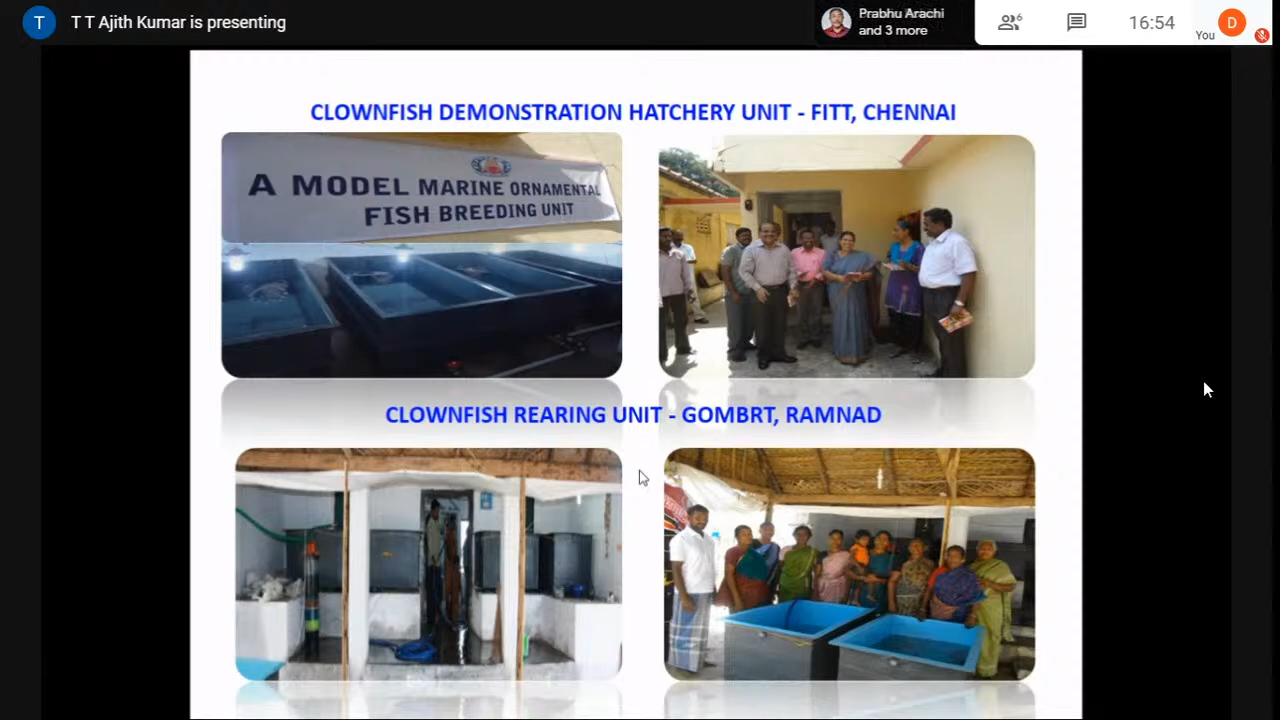 T
T T Ajith Kumar is presenting
Prabhu Arachi
and 3 more
6
16:54
You
D
CLOWNFISH DEMONSTRATION HATCHERY UNIT - FITT, CHENNAI
A MODEL MARINE ORNAMENTAL
FISH BREEDING UNIT
CLOWNFISH REARING UNIT - GOMBRT, RAMNAD